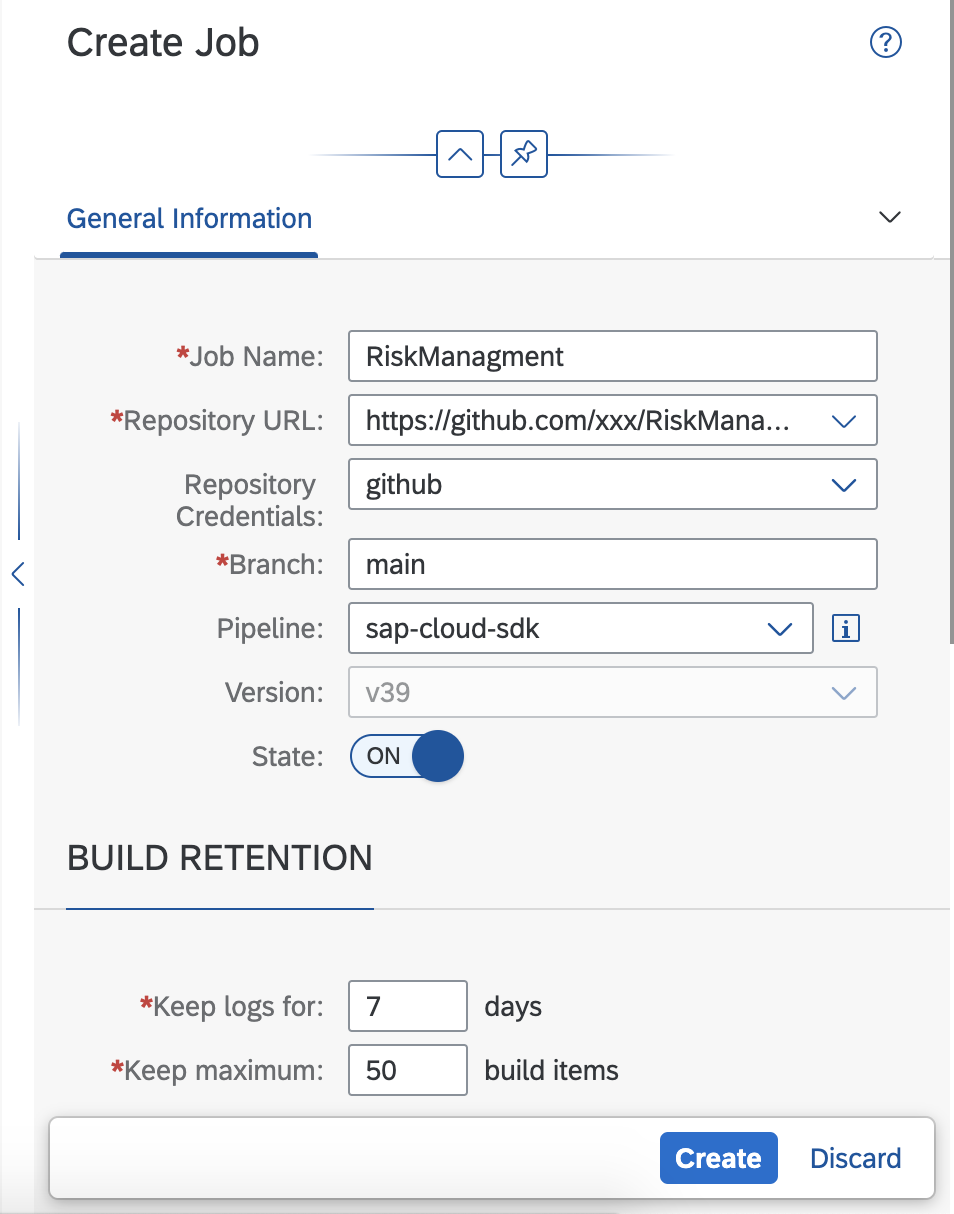 Create Job
General Information
*Job Name: RiskManagment
*Repository URL: https://github.com/xxx/RiskMana...
Repository Credentials: github
*Branch: main
Pipeline: sap-cloud-sdk
Version: v39
State: ON
BUILD RETENTION
*Keep logs for: 7 days
*Keep maximum: 50 build items
Create Discard